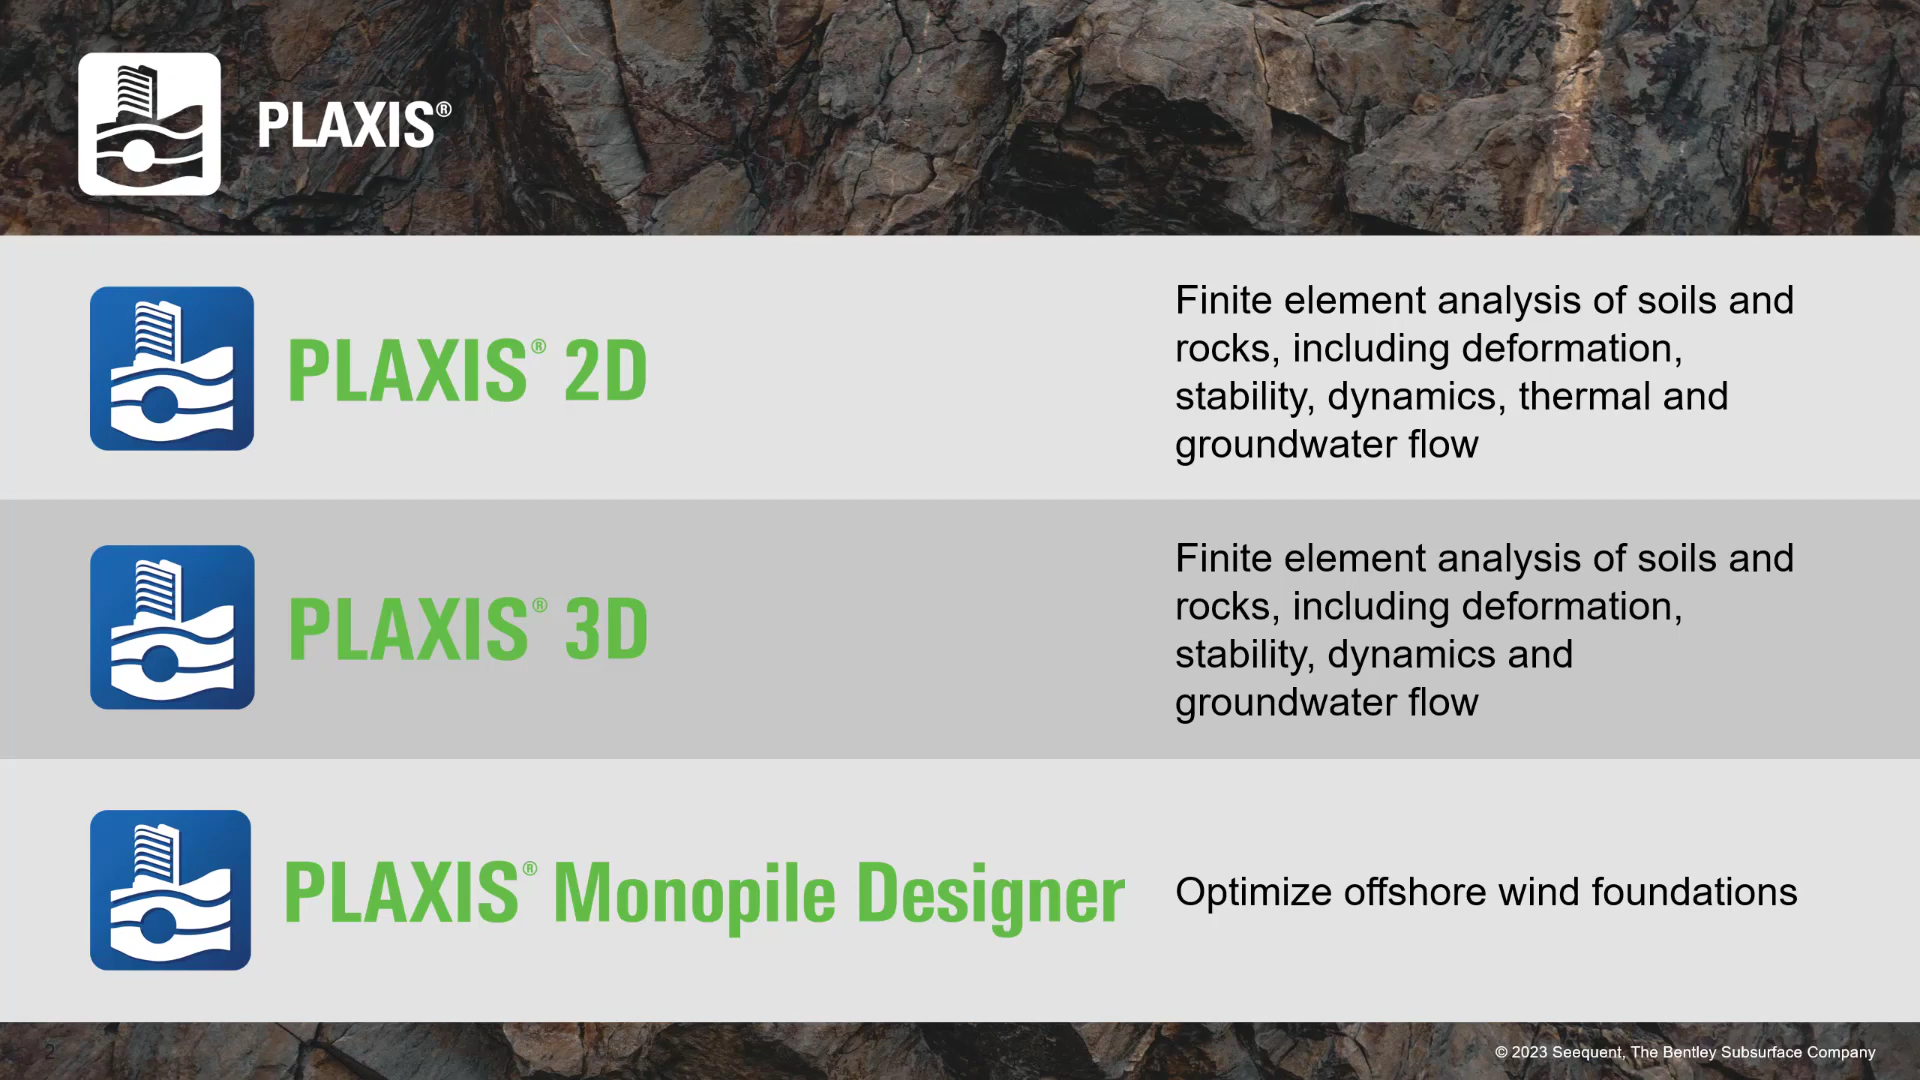 PLAXIS®
PLAXIS® 2D
Finite element analysis of soils and
rocks, including deformation,
stability, dynamics, thermal and
groundwater flow
PLAXIS® 3D
Finite element analysis of soils and
rocks, including deformation,
stability, dynamics and
groundwater flow
PLAXIS® Monopile Designer
Optimize offshore wind foundations
2
© 2023 Seequent, The Bentley Subsurface Company